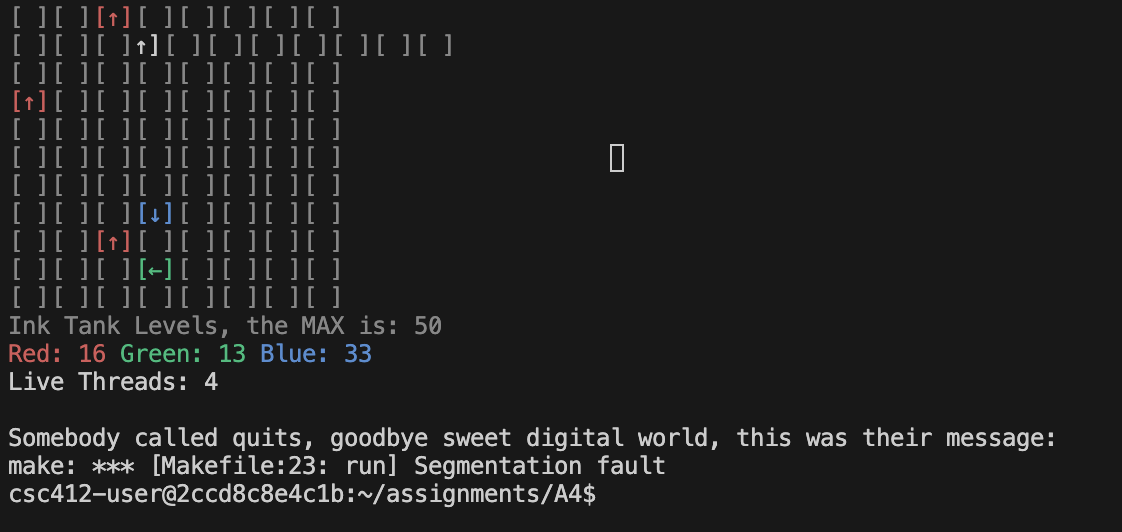 [ ][ ][↑][ ][ ][ ][ ][ ]
[ ][ ][ ]↑][ ][ ][ ][ ][ ][ ][ ]
[ ][ ][ ][ ][ ][ ][ ][ ]
[↑][ ][ ][ ][ ][ ][ ][ ]
[ ][ ][ ][ ][ ][ ][ ][ ]
[ ][ ][ ][ ][ ][ ][ ][ ]
[ ][ ][ ][ ][ ][ ][ ][ ]
[ ][ ][ ][↓][ ][ ][ ][ ]
[ ][ ][↑][ ][ ][ ][ ][ ]
[ ][ ][ ][←][ ][ ][ ][ ]
[ ][ ][ ][ ][ ][ ][ ][ ]
Ink Tank Levels, the MAX is: 50
Red: 16 Green: 13 Blue: 33
Live Threads: 4

Somebody called quits, goodbye sweet digital world, this was their message:
make: *** [Makefile:23: run] Segmentation fault
csc412-user@2ccd8c8e4c1b:~/assignments/A4$